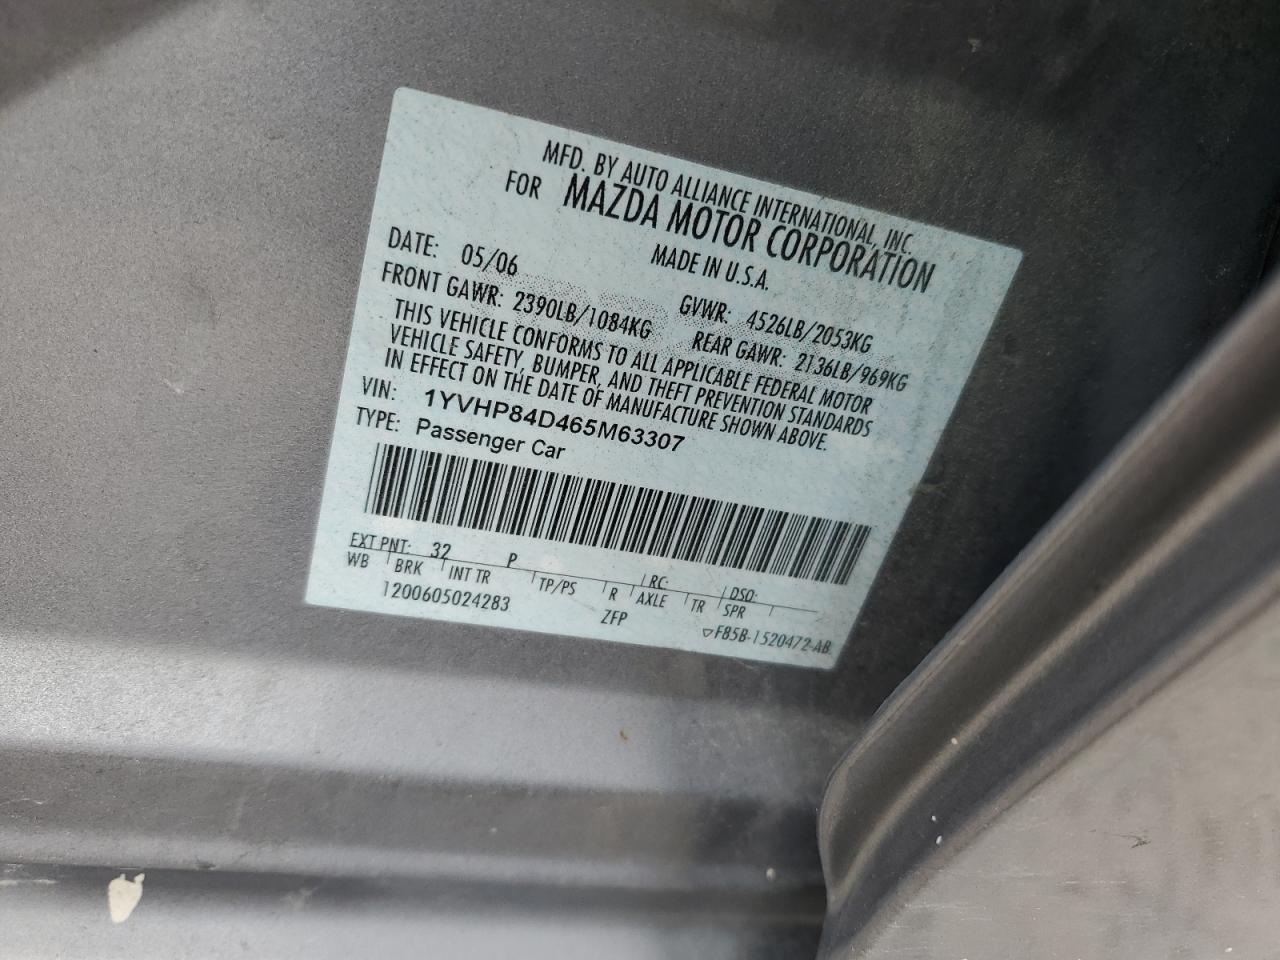 MFD. BY AUTO ALLIANCE INTERNATIONAL, INC.
FOR MAZDA MOTOR CORPORATION
MADE IN U.S.A.
DATE: 05/06 GVWR: 4526LB/2053KG
FRONT GAWR: 2390LB/1084KG REAR GAWR: 2136LB/969KG
THIS VEHICLE CONFORMS TO ALL APPLICABLE FEDERAL MOTOR
VEHICLE SAFETY, BUMPER, AND THEFT PREVENTION STANDARDS
IN EFFECT ON THE DATE OF MANUFACTURE SHOWN ABOVE.
VIN: 1YVHP84D465M63307
TYPE: Passenger Car
EXT PNT: 32 P RC: DSO:
WB BRK INT TR TP/PS R AXLE TR SPR
1200605024283 ZFP ▽F85B-1520472-AB